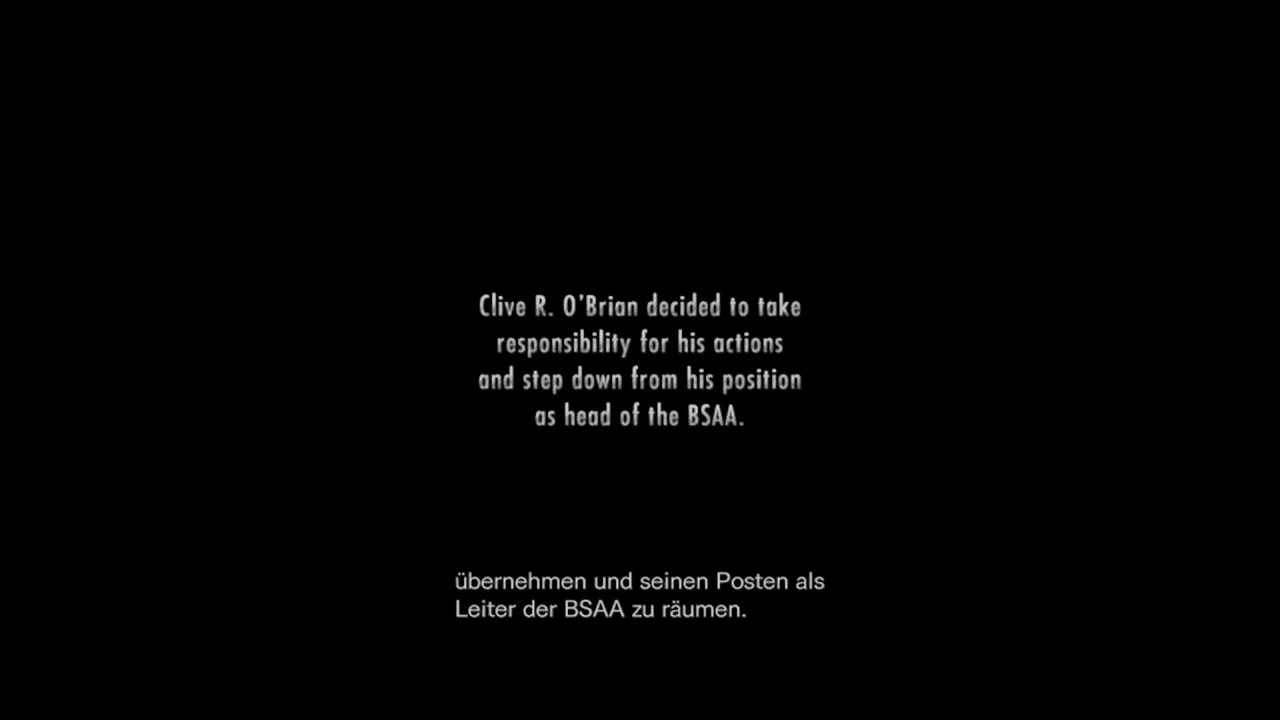 Clive R. O'Brian decided to take
responsibility for his actions
and step down from his position
as head of the BSAA.
übernehmen und seinen Posten als
Leiter der BSAA zu räumen.